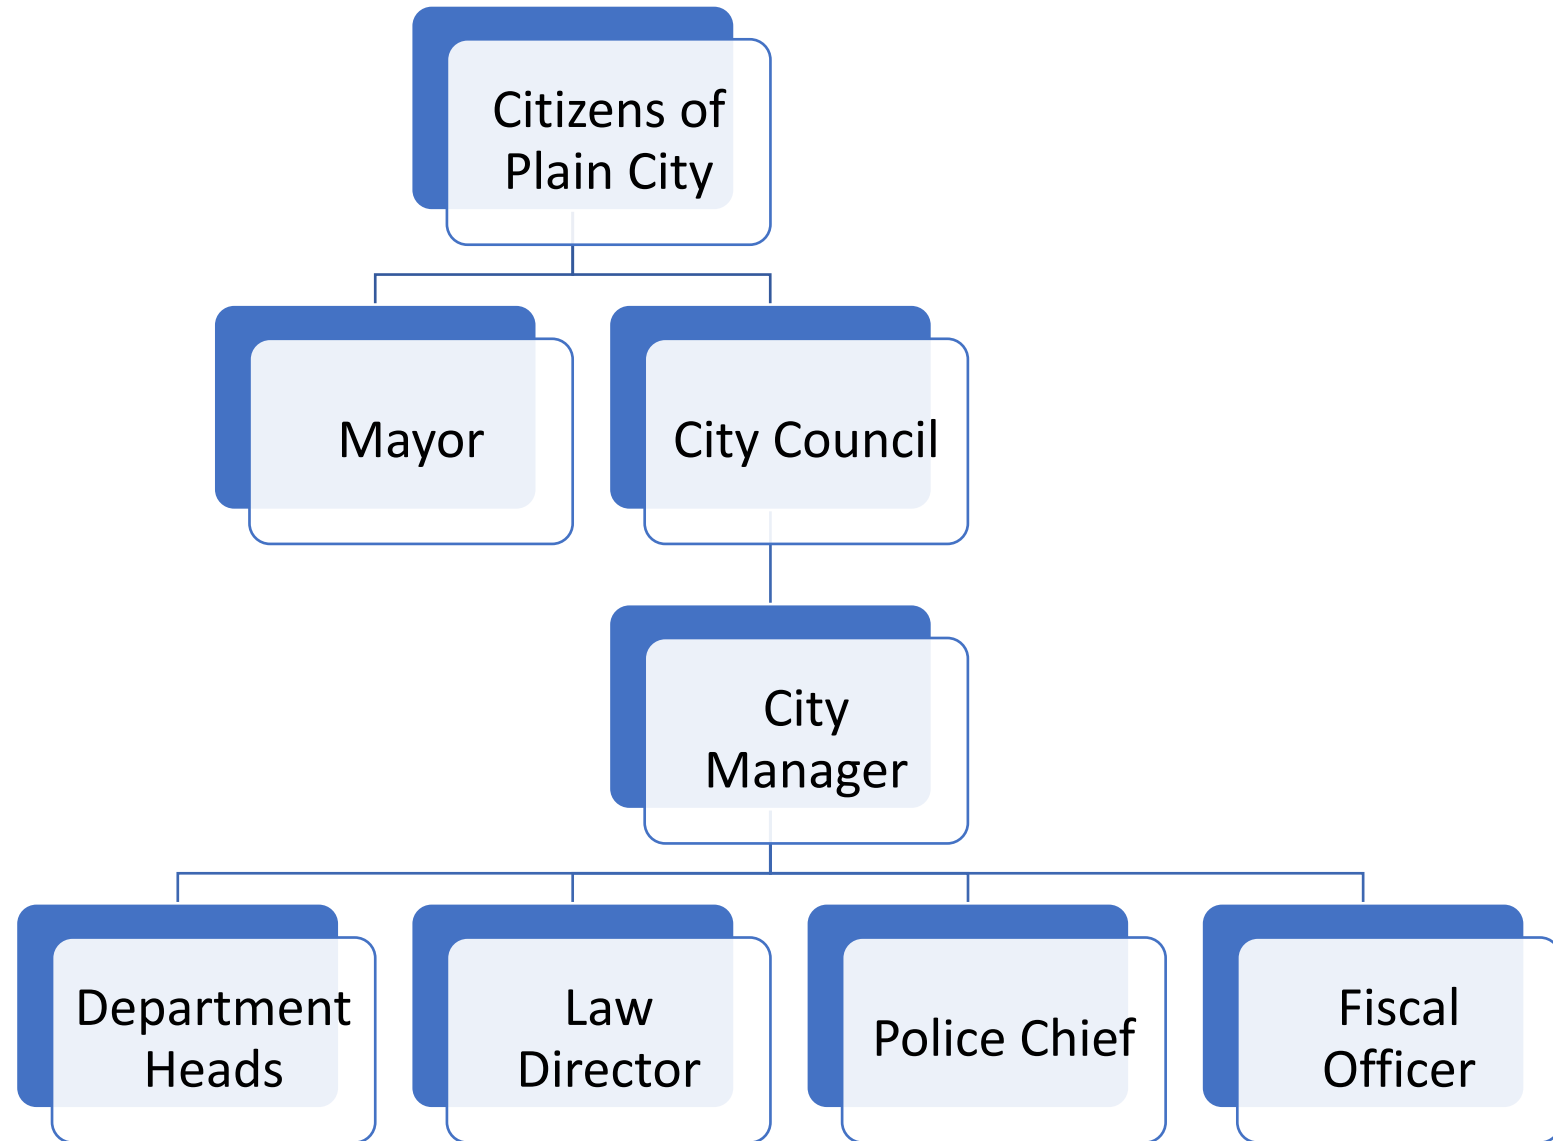 Citizens of
Plain City
Mayor
City Council
City
Manager
Department
Heads
Law
Director
Police Chief
Fiscal
Officer